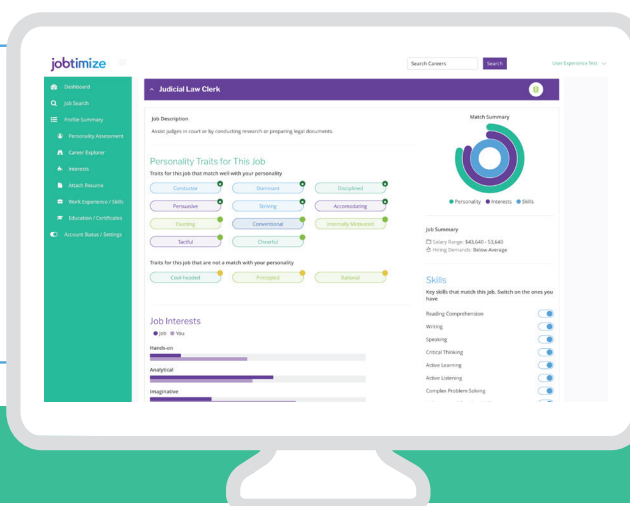 jobtimize
Search Careers
Search
User Experience Test
Dashboard
Job Search
Profile Summary
Personality Assessment
Career Explorer
Interests
Attach Resume
Work Experience / Skills
Education / Certificates
Account Status / Settings
Judicial Law Clerk
B
Job Description
Assist judges in court or by conducting research or preparing legal documents.
Personality Traits for This Job
Traits for this job that match well with your personality
Conductor
Dominant
Disciplined
Persuasive
Striving
Accomodating
Trusting
Conventional
Internally Motivated
Tactful
Cheerful
Traits for this job that are not a match with your personality
Cool-headed
Principled
Rational
Job Interests
Job You
Hands-on
Analytical
Imaginative
Match Summary
Personality Interests Skills
Job Summary
Salary Range: $43,640 - 53,640
Hiring Demands: Below Average
Skills
Key skills that match this job. Switch on the ones you
have
Reading Comprehension
Writing
Speaking
Critical Thinking
Active Learning
Active Listening
Complex Problem Solving